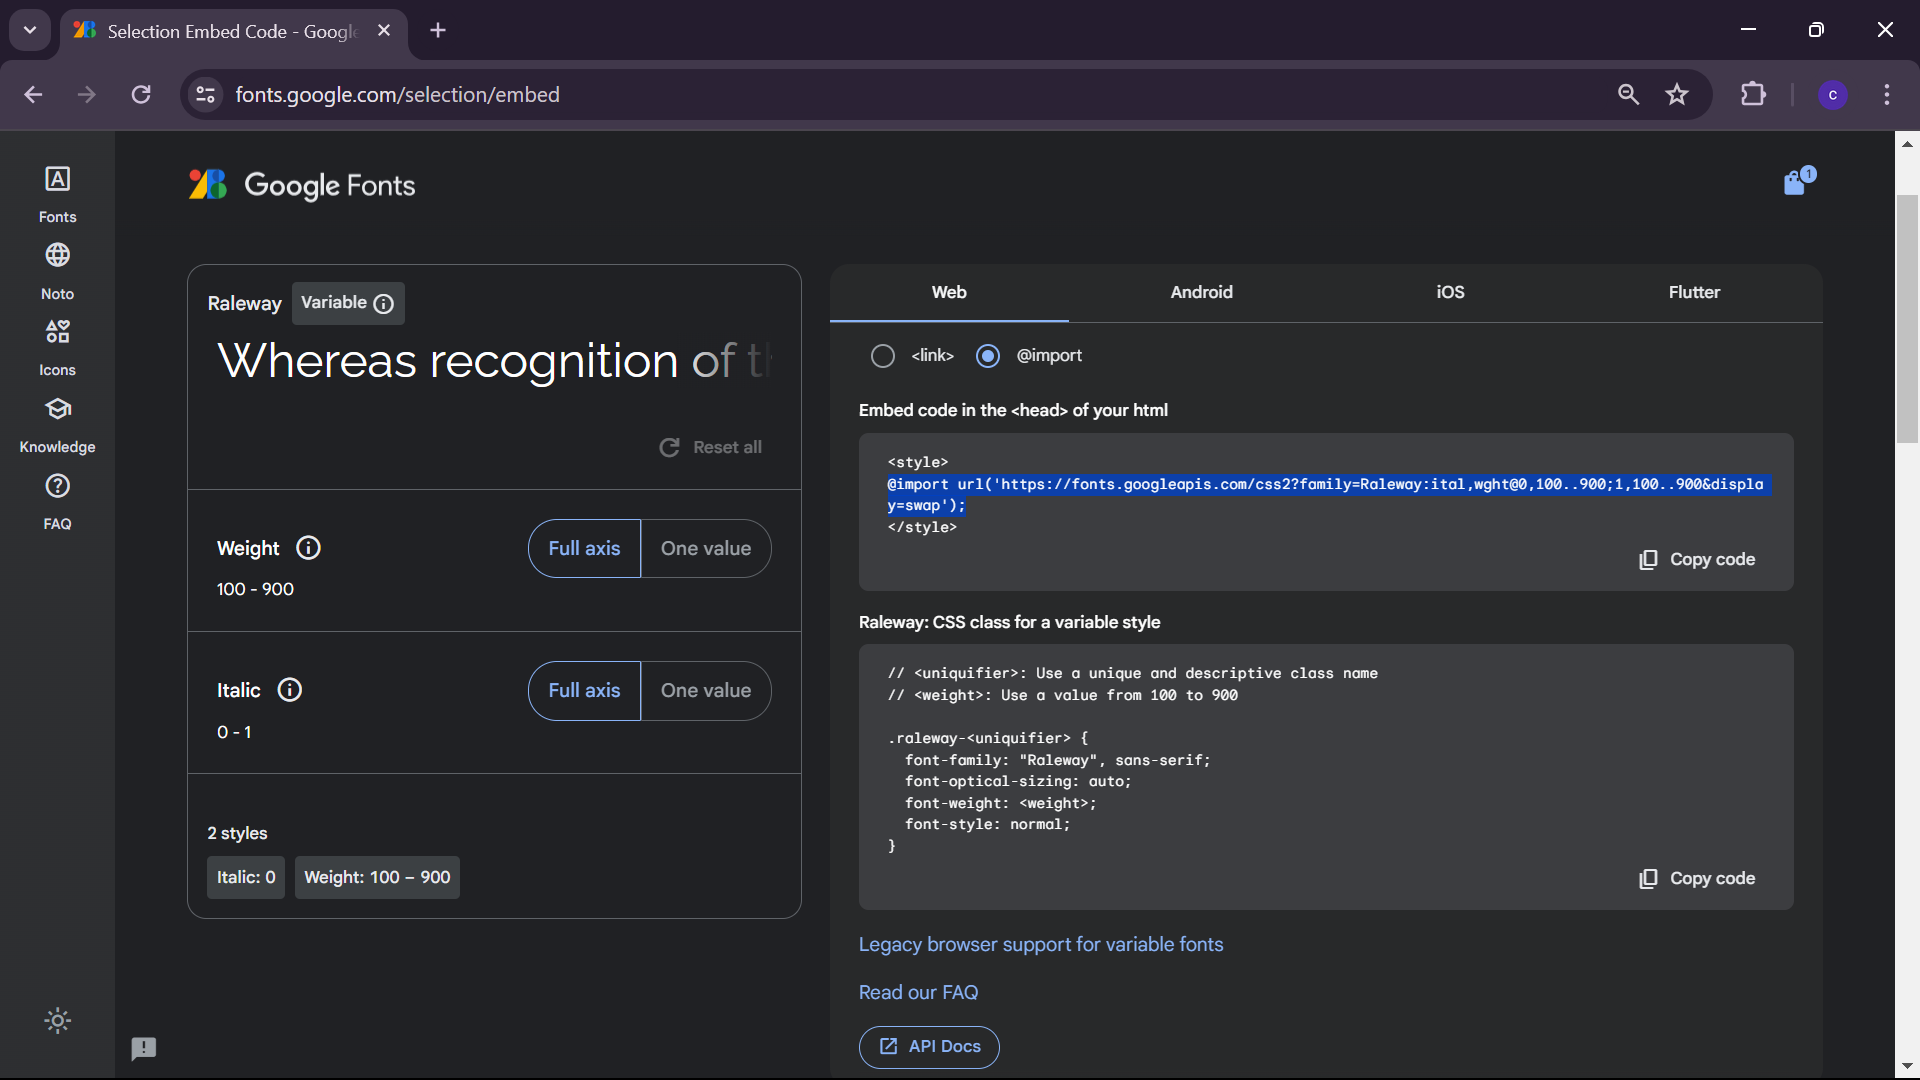 Selection Embed Code - Google
fonts.google.com/selection/embed
C
Fonts
Noto
Icons
Knowledge
FAQ
Google Fonts
1
Raleway
Variable
Whereas recognition of th
Reset all
Weight
Full axis
One value
100 - 900
Italic
Full axis
One value
0 - 1
2 styles
Italic: 0
Weight: 100 – 900
Web
Android
iOS
Flutter
<link>
@import
Embed code in the <head> of your html
<style>
@import url('https://fonts.googleapis.com/css2?family=Raleway:ital,wght@0,100..900;1,100..900&displa
y=swap');
</style>
Copy code
Raleway: CSS class for a variable style
// <uniquifier>: Use a unique and descriptive class name
// <weight>: Use a value from 100 to 900
.raleway-<uniquifier> {
font-family: "Raleway", sans-serif;
font-optical-sizing: auto;
font-weight: <weight>;
font-style: normal;
}
Copy code
Legacy browser support for variable fonts
Read our FAQ
API Docs